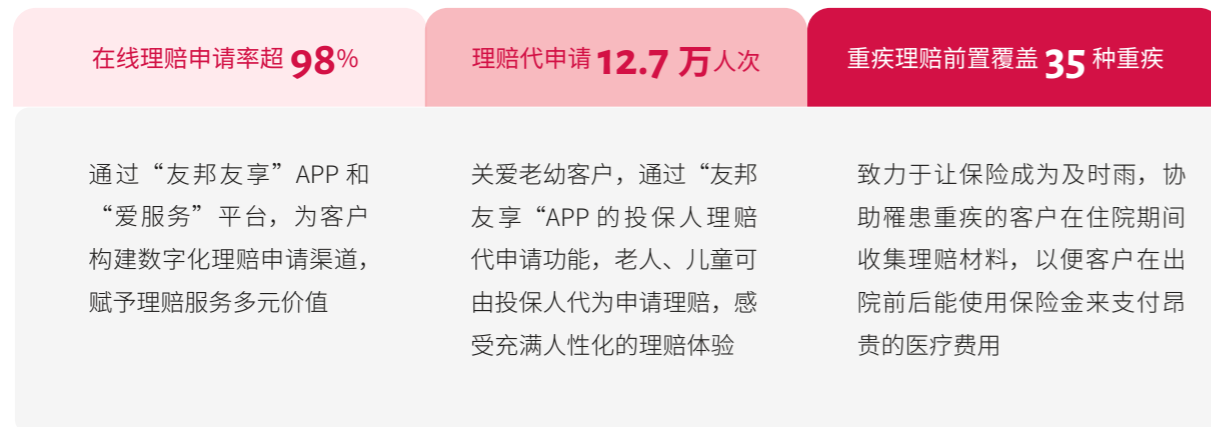 在线理赔申请率超 98%
理赔代申请 12.7 万人次
重疾理赔前置覆盖 35 种重疾
通过“友邦友享”APP 和
“爱服务”平台，为客户
构建数字化理赔申请渠道，
赋予理赔服务多元价值
关爱老幼客户，通过“友邦
友享“APP 的投保人理赔
代申请功能，老人、儿童可
由投保人代为申请理赔，感
受充满人性化的理赔体验
致力于让保险成为及时雨，协
助罹患重疾的客户在住院期间
收集理赔材料，以便客户在出
院前后能使用保险金来支付昂
贵的医疗费用